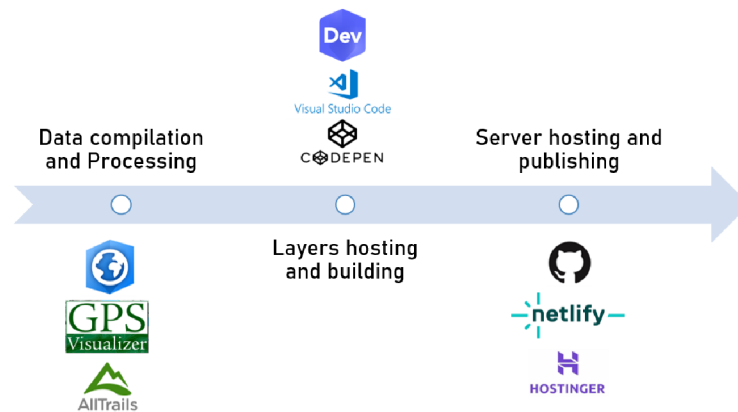 Dev
Visual Studio Code
CODEPEN
Data compilation
and Processing
Server hosting and
publishing
Layers hosting
and building
GPS
Visualizer
AllTrails
netlify
HOSTINGER